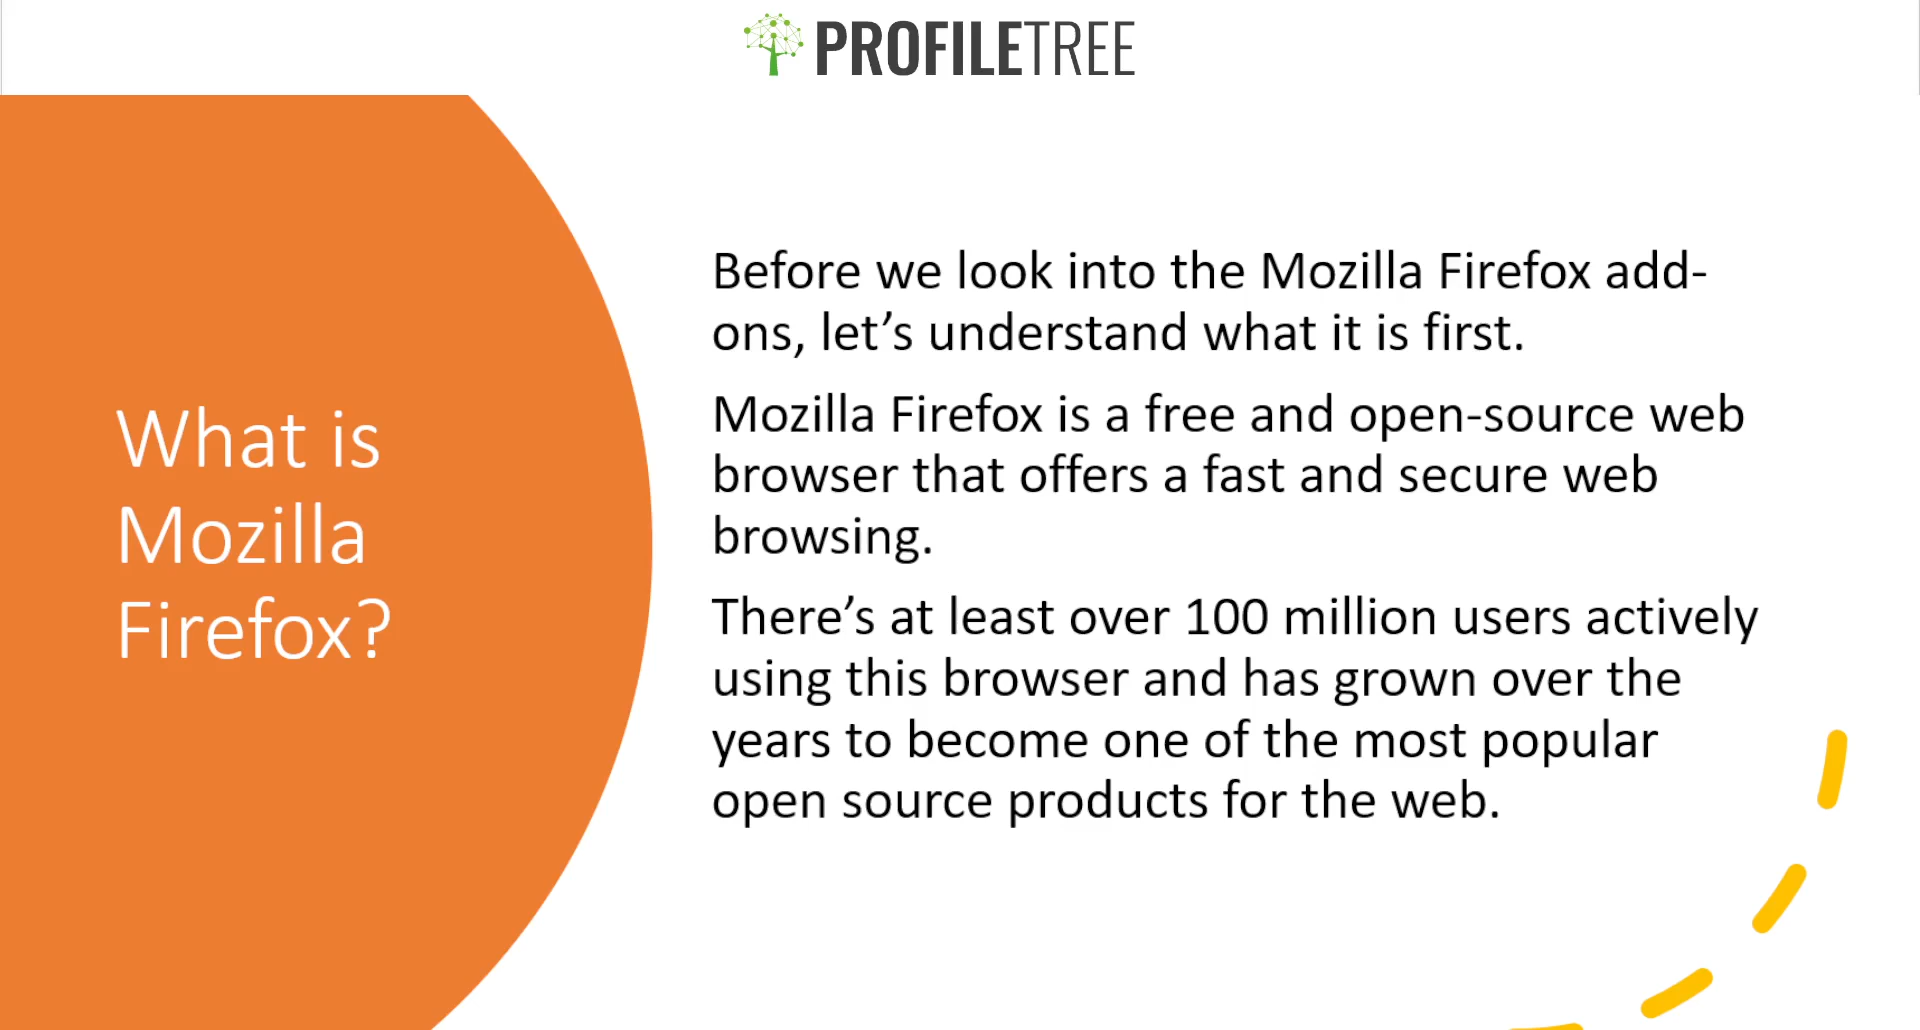 PROFILETREE
What is
Mozilla
Firefox?
Before we look into the Mozilla Firefox add-
ons, let’s understand what it is first.
Mozilla Firefox is a free and open-source web
browser that offers a fast and secure web
browsing.
There’s at least over 100 million users actively
using this browser and has grown over the
years to become one of the most popular
open source products for the web.